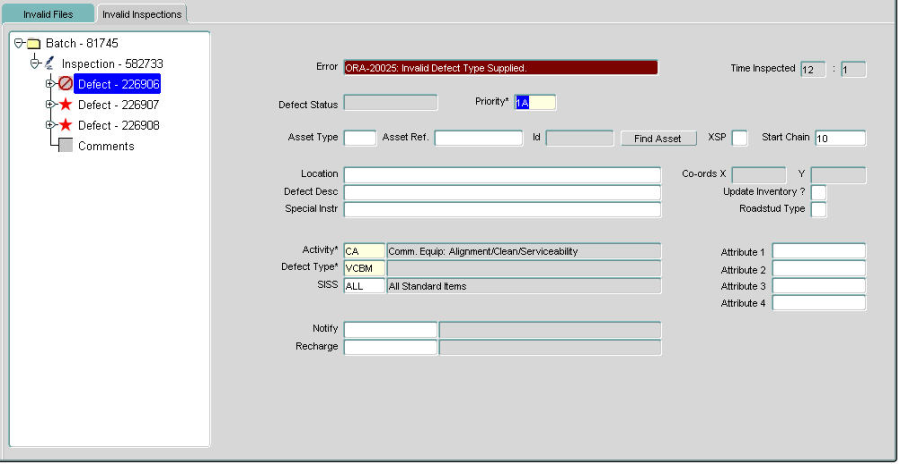 Invalid Files Invalid Inspections
Batch - 81745
Inspection - 582733
Defect - 226906
Defect - 226907
Defect - 226908
Comments
Error ORA-20025: Invalid Defect Type Supplied. Time Inspected 12 : 1
Defect Status Priority* 1A
Asset Type Asset Ref. Id Find Asset XSP Start Chain 10
Location Co-ords X Y
Defect Desc Update Inventory ?
Special Instr Roadstud Type
Activity* CA Comm. Equip: Alignment/Clean/Serviceability Attribute 1
Defect Type* VCBM Attribute 2
SISS ALL All Standard Items Attribute 3
Attribute 4
Notify
Recharge